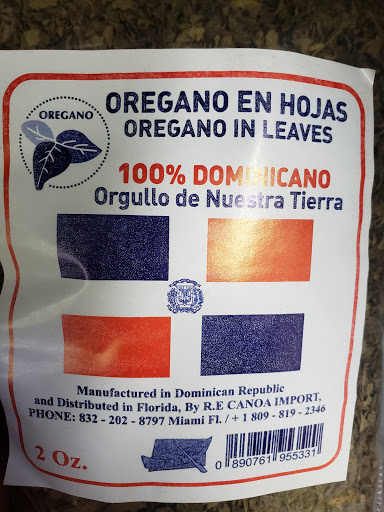 OREGANO
OREGANO EN HOJAS
OREGANO IN LEAVES
100% DOMINICANO
Orgullo de Nuestra Tierra
Manufactured in Dominican Republic
and Distributed in Florida, By R.E CANOA IMPORT,
PHONE: 832 - 202 - 8797 Miami Fl. / + 1 809 - 819 - 2346
2 Oz.
0 890761 955331